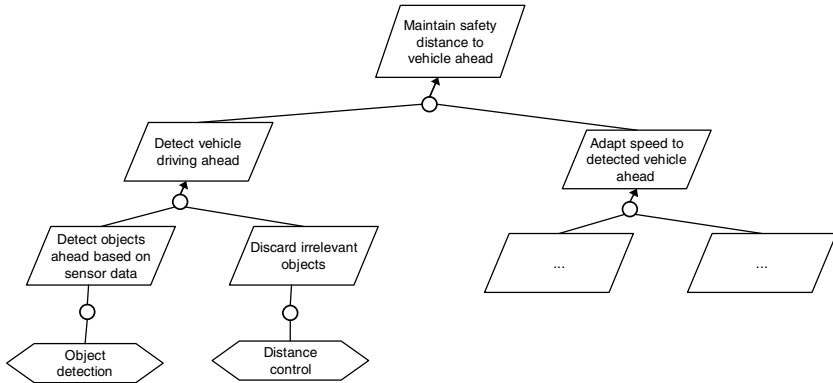 Maintain safety
distance to
vehicle ahead
Detect vehicle
driving ahead
Adapt speed to
detected vehicle
ahead
Detect objects
ahead based on
sensor data
Discard irrelevant
objects
...
...
Object
detection
Distance
control